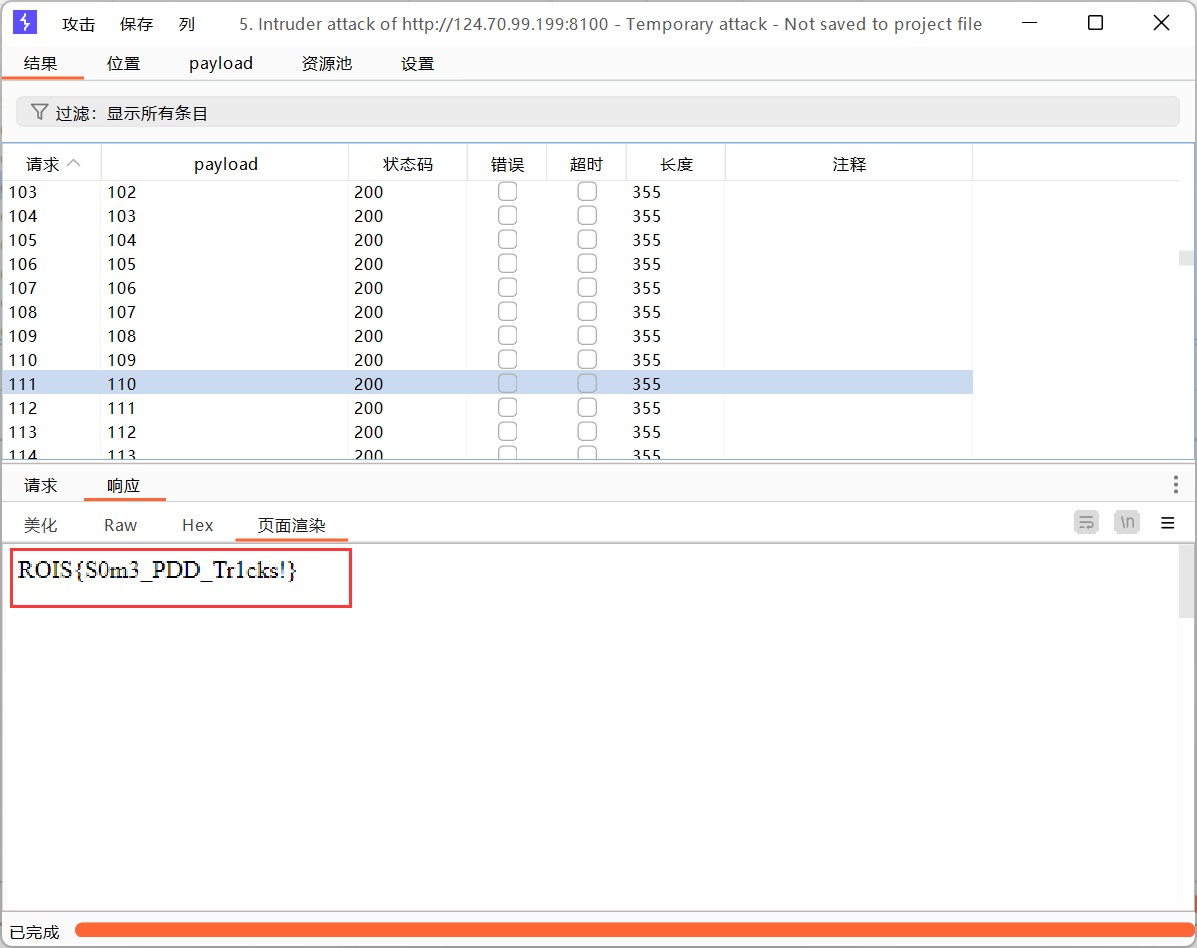 攻击 保存 列 5. Intruder attack of http://124.70.99.199:8100 - Temporary attack - Not saved to project file
结果 位置 payload 资源池 设置
过滤：显示所有条目
请求 payload 状态码 错误 超时 长度 注释
103 102 200 355
104 103 200 355
105 104 200 355
106 105 200 355
107 106 200 355
108 107 200 355
109 108 200 355
110 109 200 355
111 110 200 355
112 111 200 355
113 112 200 355
114 113 200 355
请求 响应
美化 Raw Hex 页面渲染 \n
ROIS{S0m3_PDD_Tr1cks!}
已完成